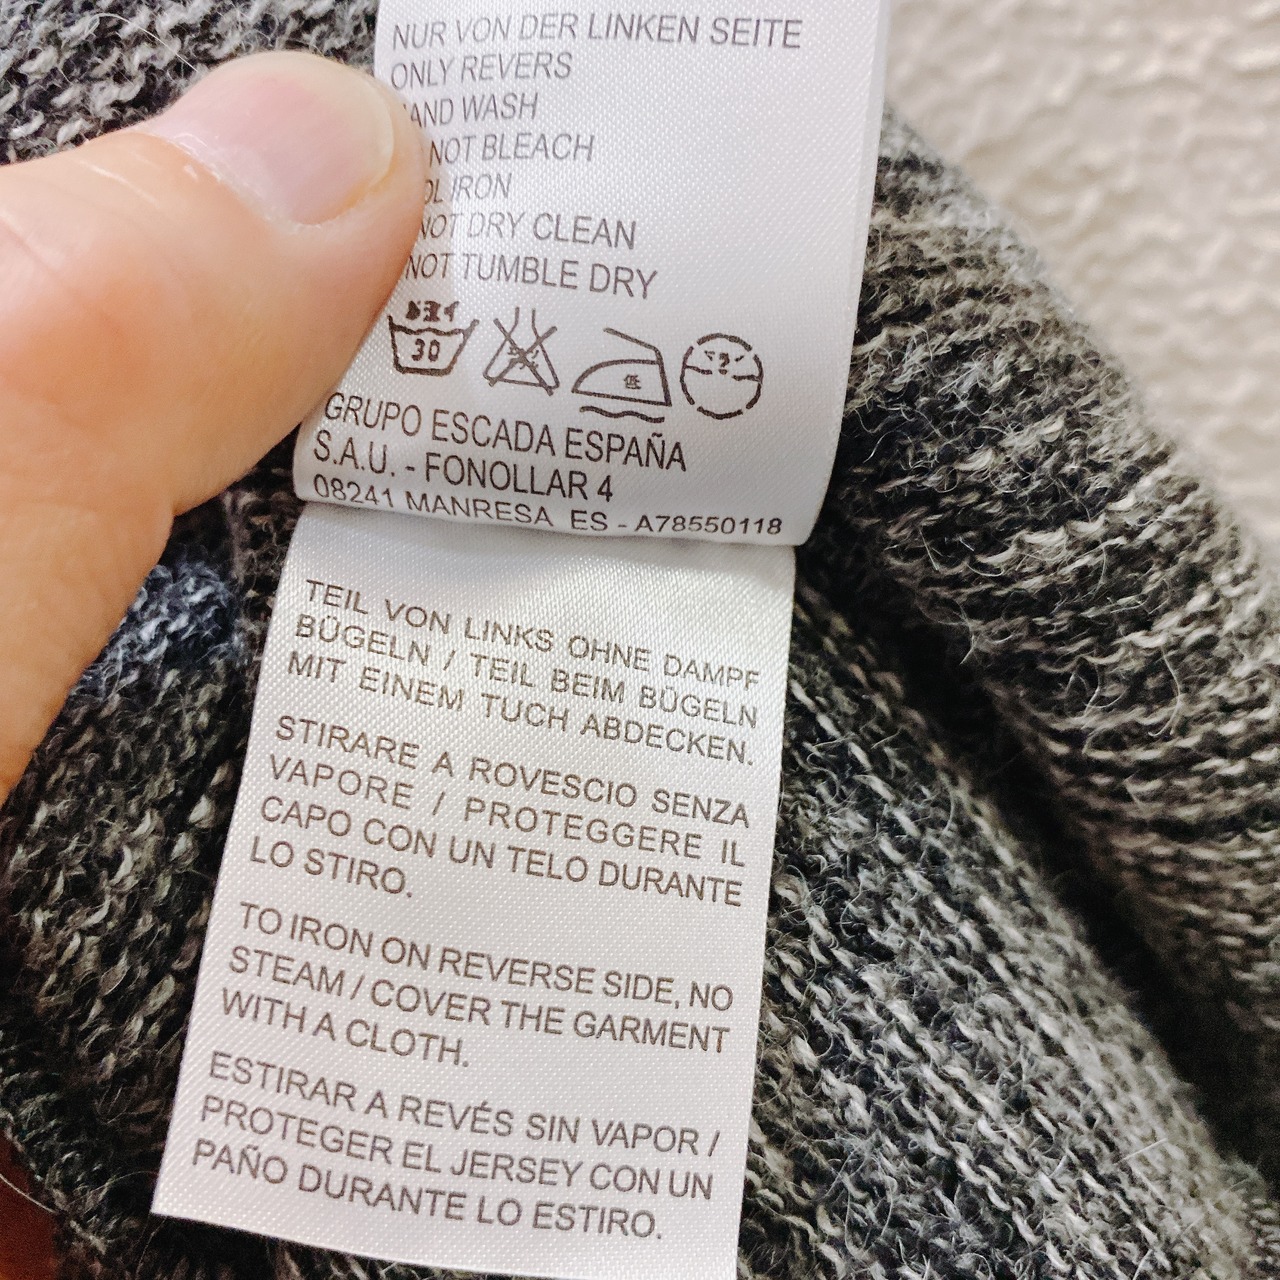 NUR VON DER LINKEN SEITE
ONLY REVERS
AND WASH
NOT BLEACH
OL IRON
NOT DRY CLEAN
NOT TUMBLE DRY
30
低
GRUPO ESCADA ESPAÑA
S.A.U. - FONOLLAR 4
08241 MANRESA ES - A78550118
TEIL VON LINKS OHNE DAMPF
BÜGELN / TEIL BEIM BÜGELN
MIT EINEM TUCH ABDECKEN.
STIRARE A ROVESCIO SENZA
VAPORE / PROTEGGERE IL
CAPO CON UN TELO DURANTE
LO STIRO.
TO IRON ON REVERSE SIDE, NO
STEAM / COVER THE GARMENT
WITH A CLOTH.
ESTIRAR A REVÉS SIN VAPOR /
PROTEGER EL JERSEY CON UN
PAÑO DURANTE LO ESTIRO.